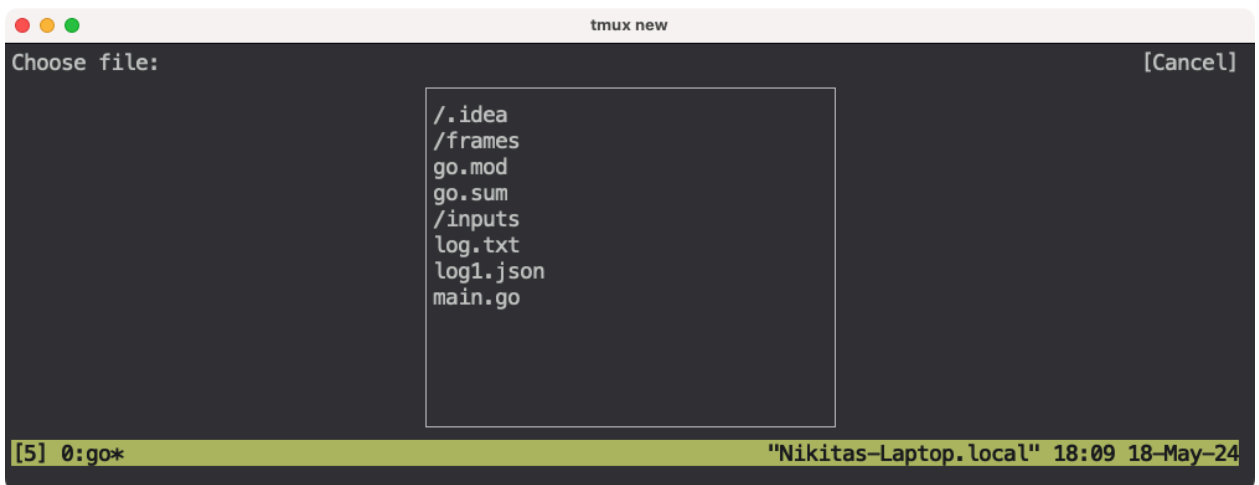 tmux new
Choose file: [Cancel]
/.idea
/frames
go.mod
go.sum
/inputs
log.txt
log1.json
main.go
[5] 0:go* "Nikitas-Laptop.local" 18:09 18-May-24